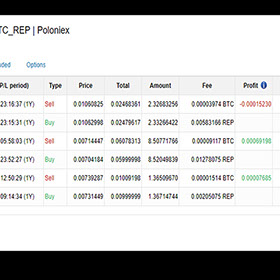 TC_REP | Poloniex
ded Options
P/L period) Type Price Total Amount Fee Profit
23:16:37 (1Y) Sell 0.01060825 0.02468361 2.32683256 0.00003974 BTC -0.00015230
23:15:31 (1Y) Buy 0.01062998 0.02479617 2.33266422 0.00583166 REP
05:58:03 (1Y) Sell 0.00714447 0.06078313 8.50771766 0.00009117 BTC 0.00069198
23:52:27 (1Y) Buy 0.00704184 0.05999998 8.52049839 0.01278075 REP
12:50:29 (1Y) Sell 0.00739275 0.01009198 1.36509670 0.00001514 BTC 0.00007685
09:14:34 (1Y) Buy 0.00731449 0.00999999 1.36714744 0.00205075 REP